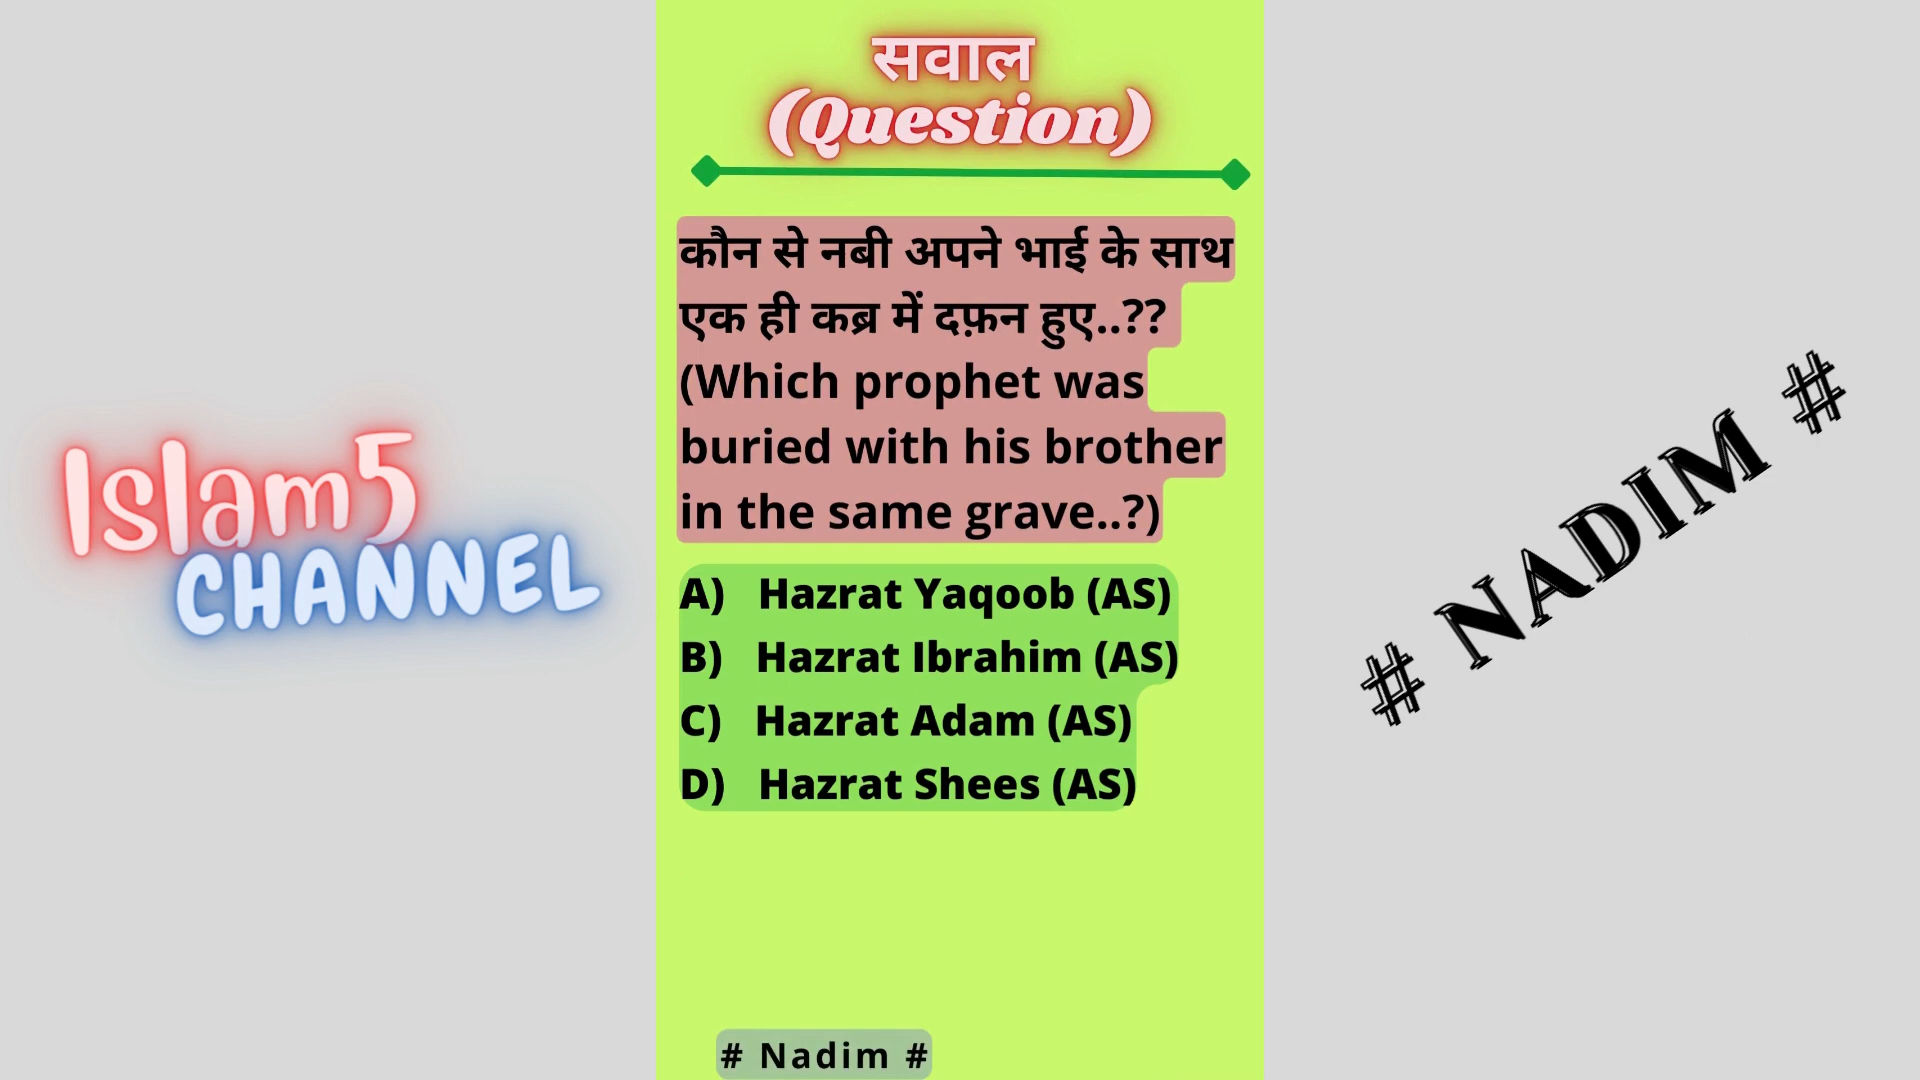 सवाल
(Question)
कौन से नबी अपने भाई के साथ
एक ही कब्र में दफ़न हुए..??
(Which prophet was
buried with his brother
in the same grave..?)
A) Hazrat Yaqoob (AS)
B) Hazrat Ibrahim (AS)
C) Hazrat Adam (AS)
D) Hazrat Shees (AS)
# Nadim #
Islam5
CHANNEL
# NADIM #